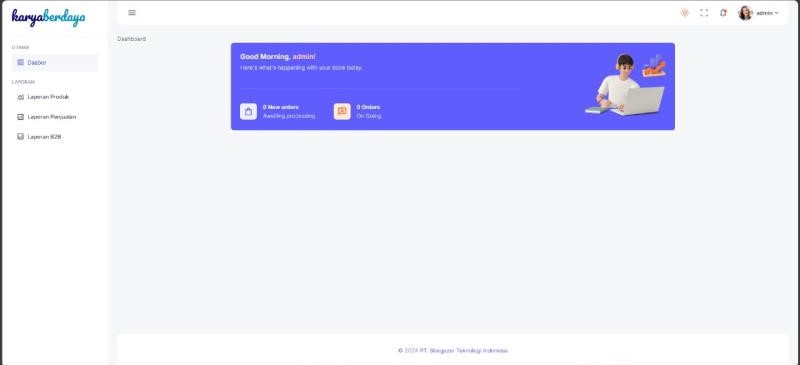 karyaberdaya
admin
UTAMA
Dasbor
LAPORAN
Laporan Produk
Laporan Penjualan
Laporan B2B
Dashboard
Good Morning, admin!
Here's what's happening with your store today.
0 New orders
Awaiting processing
0 Orders
On Going
© 2024 PT. Stargazer Teknologi Indonesia